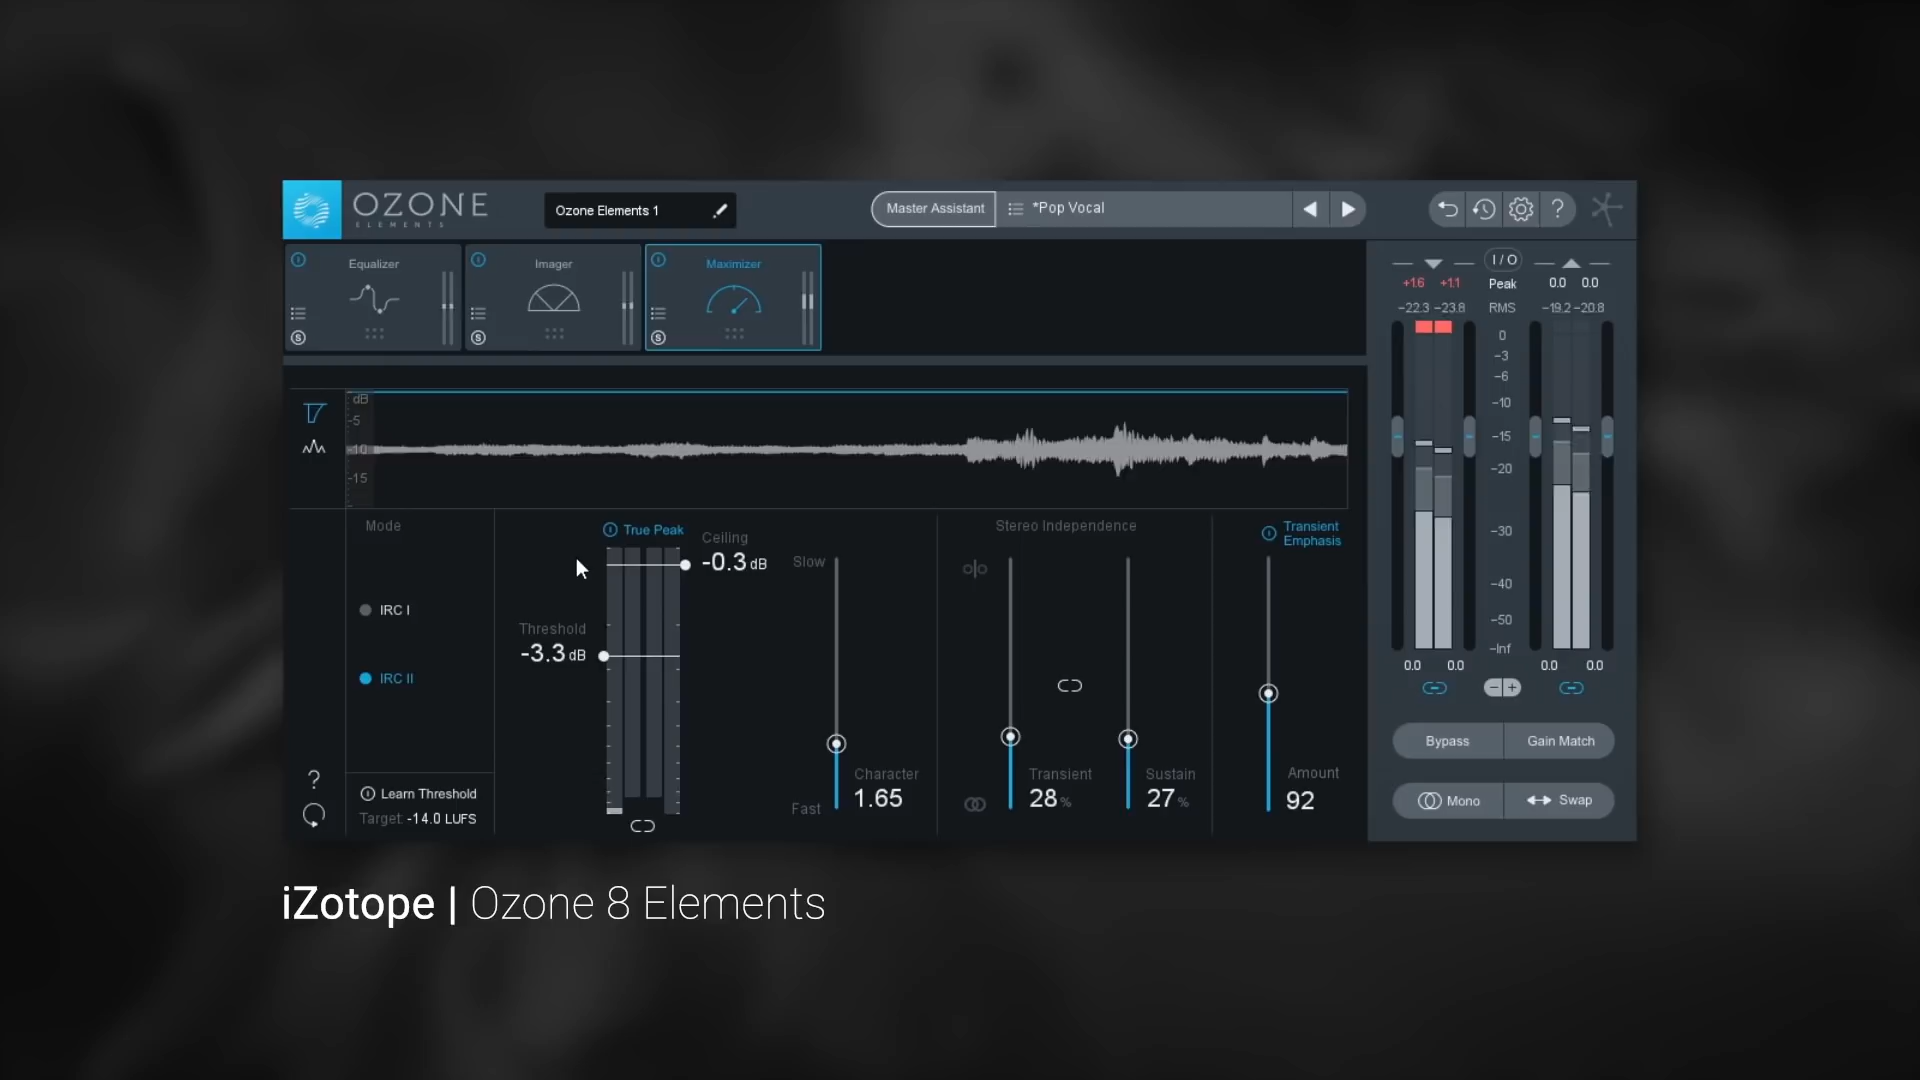 OZONE
ELEMENTS
Ozone Elements 1
Master Assistant
*Pop Vocal
?
Equalizer
Imager
Maximizer
S
S
S
I / O
+1.6 +1.1 Peak 0.0 0.0
-22.3 -23.8 RMS -19.2 -20.8
0
-3
-6
-10
-15
-20
-30
-40
-50
-Inf
0.0 0.0 0.0 0.0
- +
Bypass
Gain Match
Mono
Swap
dB
-5
-10
-15
Mode
IRC I
IRC II
?
Learn Threshold
Target -14.0 LUFS
True Peak
Ceiling
-0.3 dB
Threshold
-3.3 dB
Slow
Fast
Character
1.65
Stereo Independence
Transient
28 %
Sustain
27 %
Transient
Emphasis
Amount
92
iZotope | Ozone 8 Elements